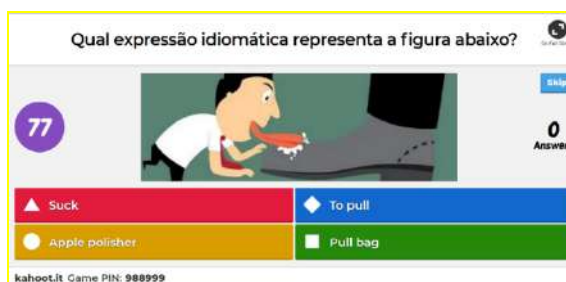 Qual expressão idiomática representa a figura abaixo?
Skip
77
0
Answers
Suck
To pull
Apple polisher
Pull bag
kahoot.it Game PIN: 988999